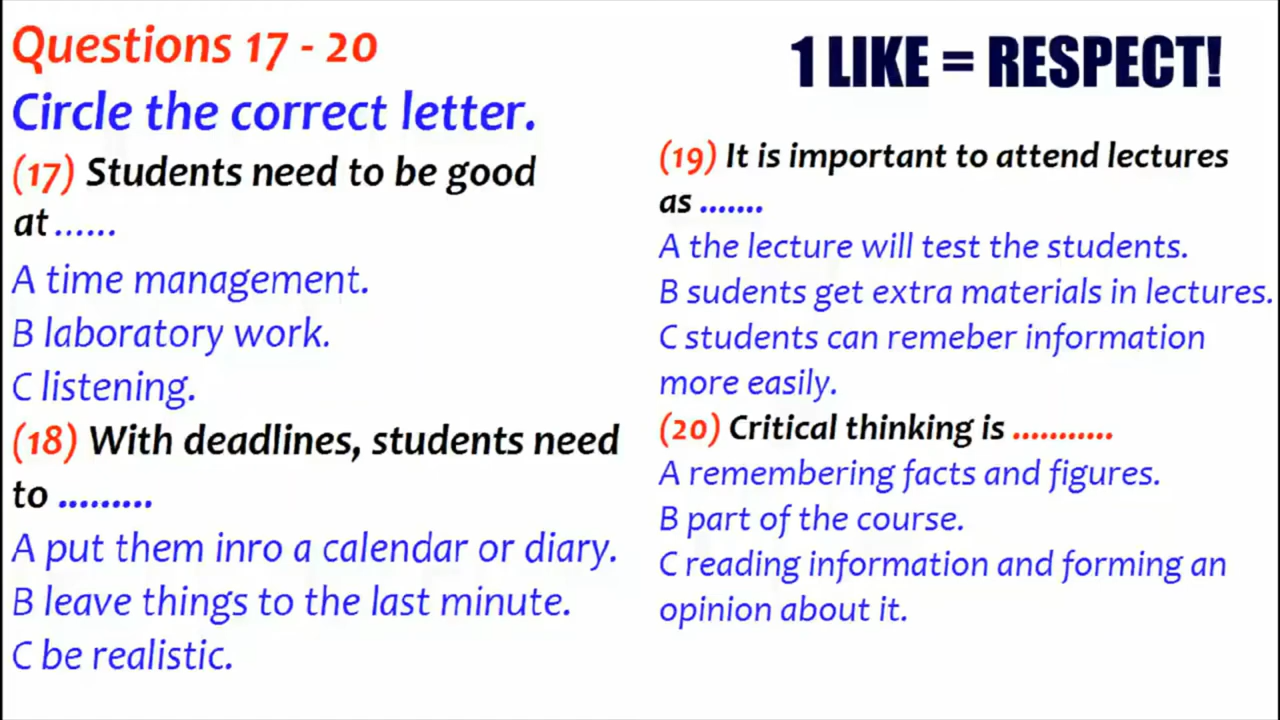 Questions 17 - 20
Circle the correct letter.
(17) Students need to be good
at ......
A time management.
B laboratory work.
C listening.
(18) With deadlines, students need
to .........
A put them inro a calendar or diary.
B leave things to the last minute.
C be realistic.
1 LIKE = RESPECT!
(19) It is important to attend lectures
as .......
A the lecture will test the students.
B sudents get extra materials in lectures.
C students can remeber information
more easily.
(20) Critical thinking is ...........
A remembering facts and figures.
B part of the course.
C reading information and forming an
opinion about it.